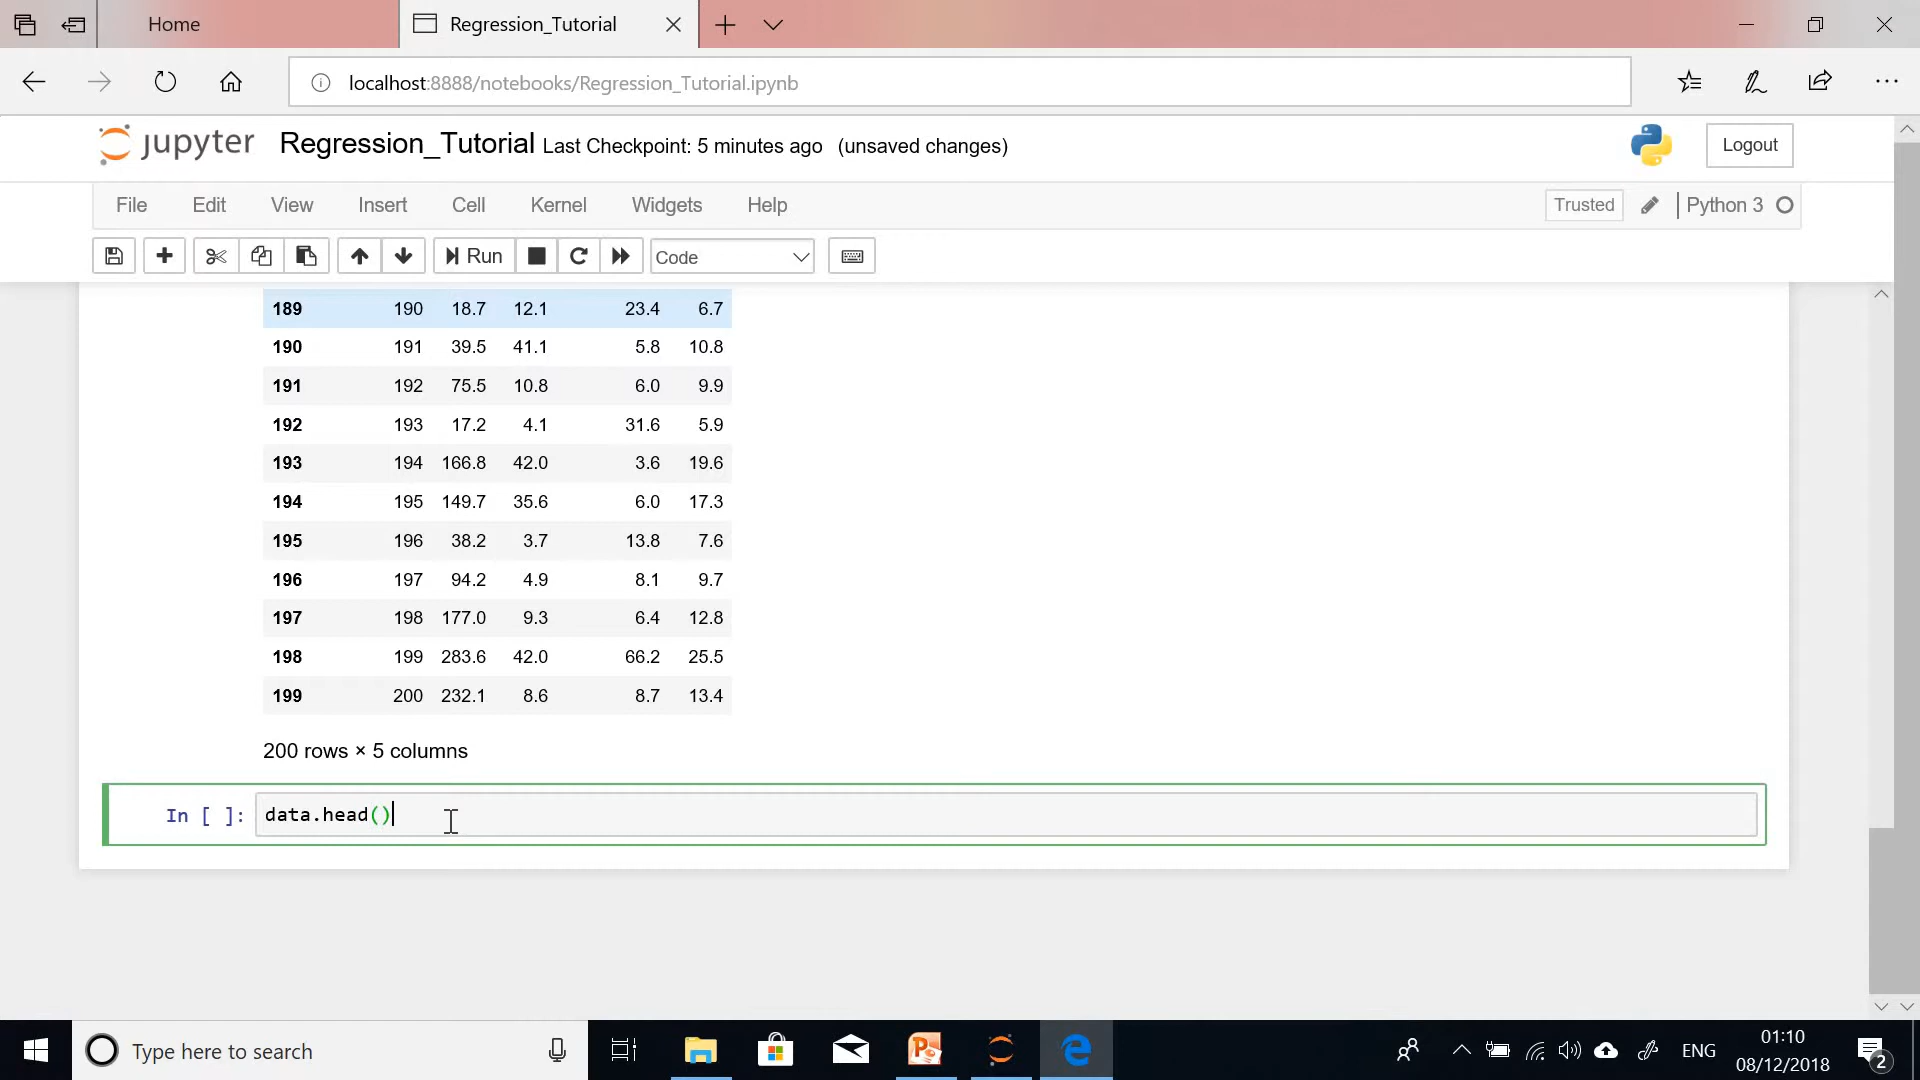 Home
Regression_Tutorial
localhost:8888/notebooks/Regression_Tutorial.ipynb
jupyter Regression_Tutorial Last Checkpoint: 5 minutes ago (unsaved changes)
Logout
File Edit View Insert Cell Kernel Widgets Help
Trusted
Python 3
Run
Code
189 190 18.7 12.1 23.4 6.7
190 191 39.5 41.1 5.8 10.8
191 192 75.5 10.8 6.0 9.9
192 193 17.2 4.1 31.6 5.9
193 194 166.8 42.0 3.6 19.6
194 195 149.7 35.6 6.0 17.3
195 196 38.2 3.7 13.8 7.6
196 197 94.2 4.9 8.1 9.7
197 198 177.0 9.3 6.4 12.8
198 199 283.6 42.0 66.2 25.5
199 200 232.1 8.6 8.7 13.4
200 rows × 5 columns
In [ ]: data.head()
Type here to search
ENG
01:10
08/12/2018
2